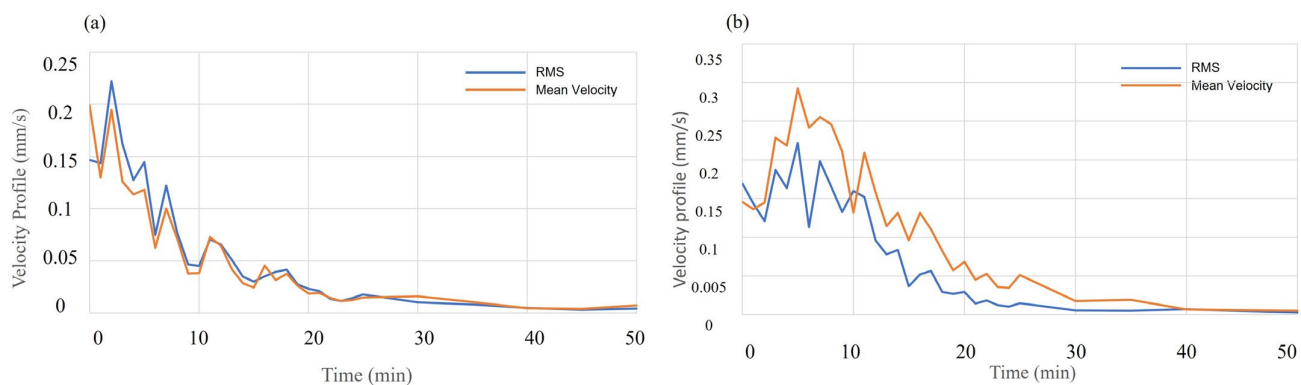 (a)
Velocity Profile (mm/s)
0.25
0.2
0.15
0.1
0.05
0
RMS
Mean Velocity
0 10 20 30 40 50
Time (min)
(b)
Velocity profile (mm/s)
0.35
0.3
0.25
0.2
0.15
0.1
0.005
0
RMS
Mean Velocity
0 10 20 30 40 50
Time (min)